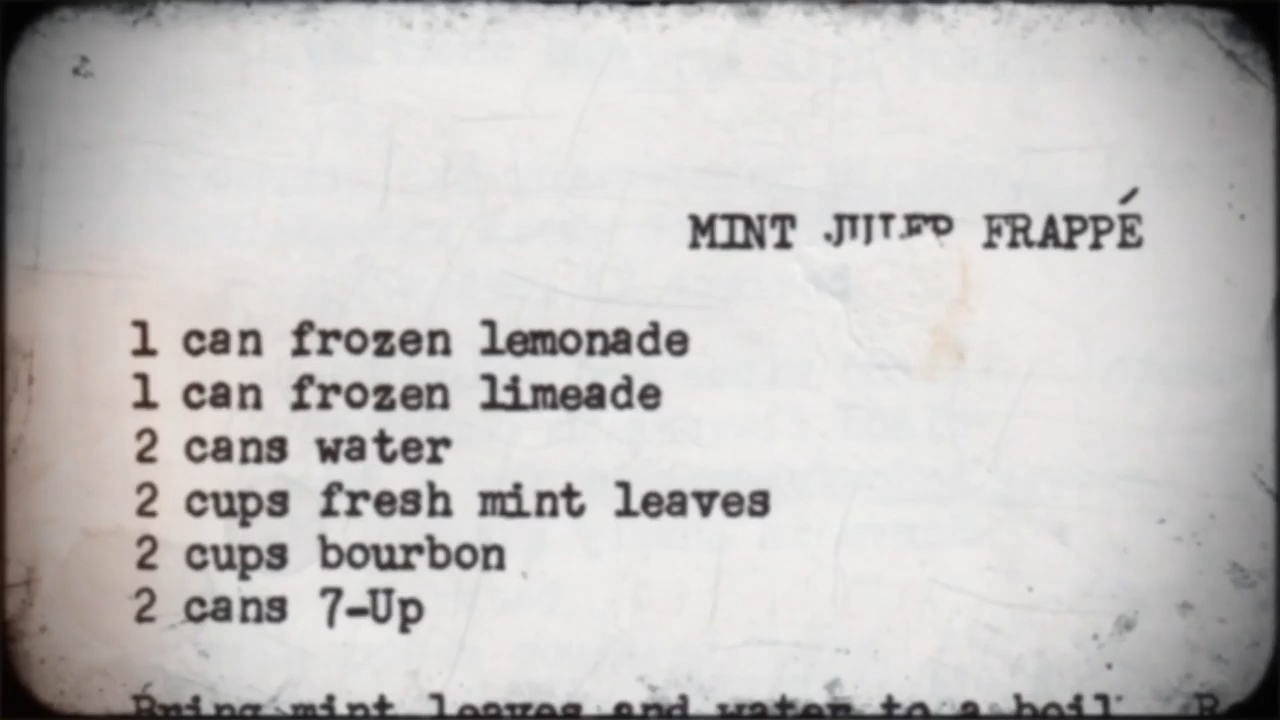 MINT JULEP FRAPPÉ
1 can frozen lemonade
1 can frozen limeade
2 cans water
2 cups fresh mint leaves
2 cups bourbon
2 cans 7-Up
Bring mint leaves and water to a boil.